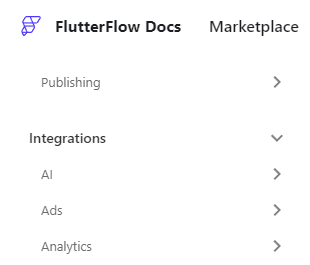 FlutterFlow Docs Marketplace
Publishing
Integrations
AI
Ads
Analytics